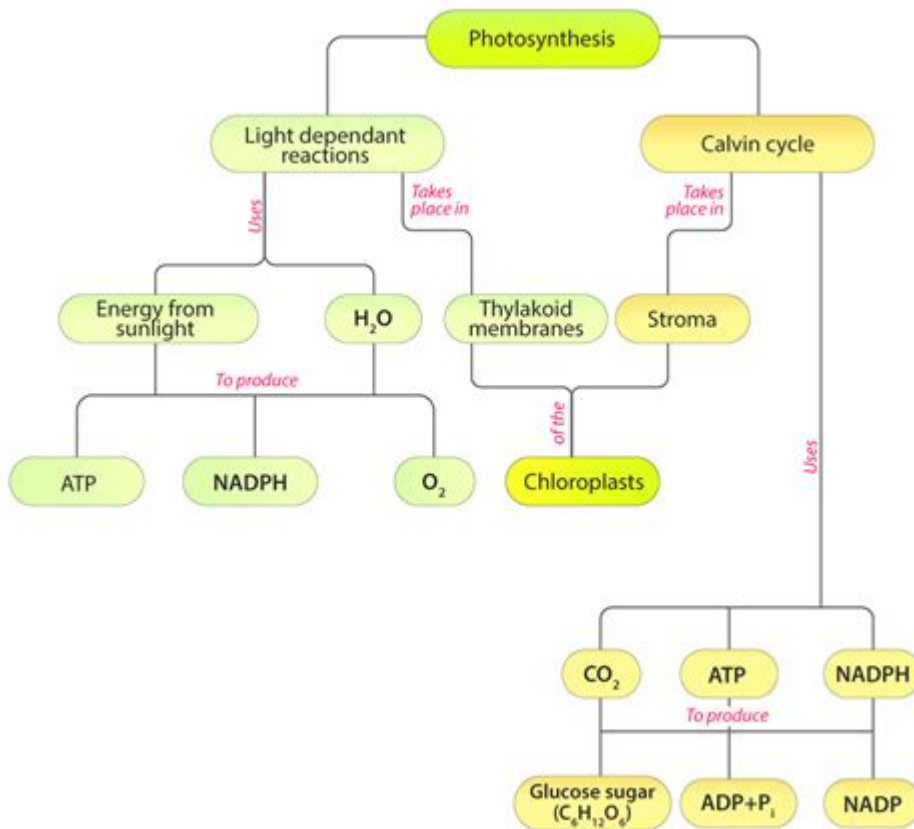 Photosynthesis
Light dependant
reactions
Calvin cycle
Uses
Takes
place in
Takes
place in
Energy from
sunlight
H₂O
Thylakoid
membranes
Stroma
To produce
of the
Uses
ATP
NADPH
O₂
Chloroplasts
CO₂
ATP
NADPH
To produce
Glucose sugar
(C₆H₁₂O₆)
ADP+Pᵢ
NADP